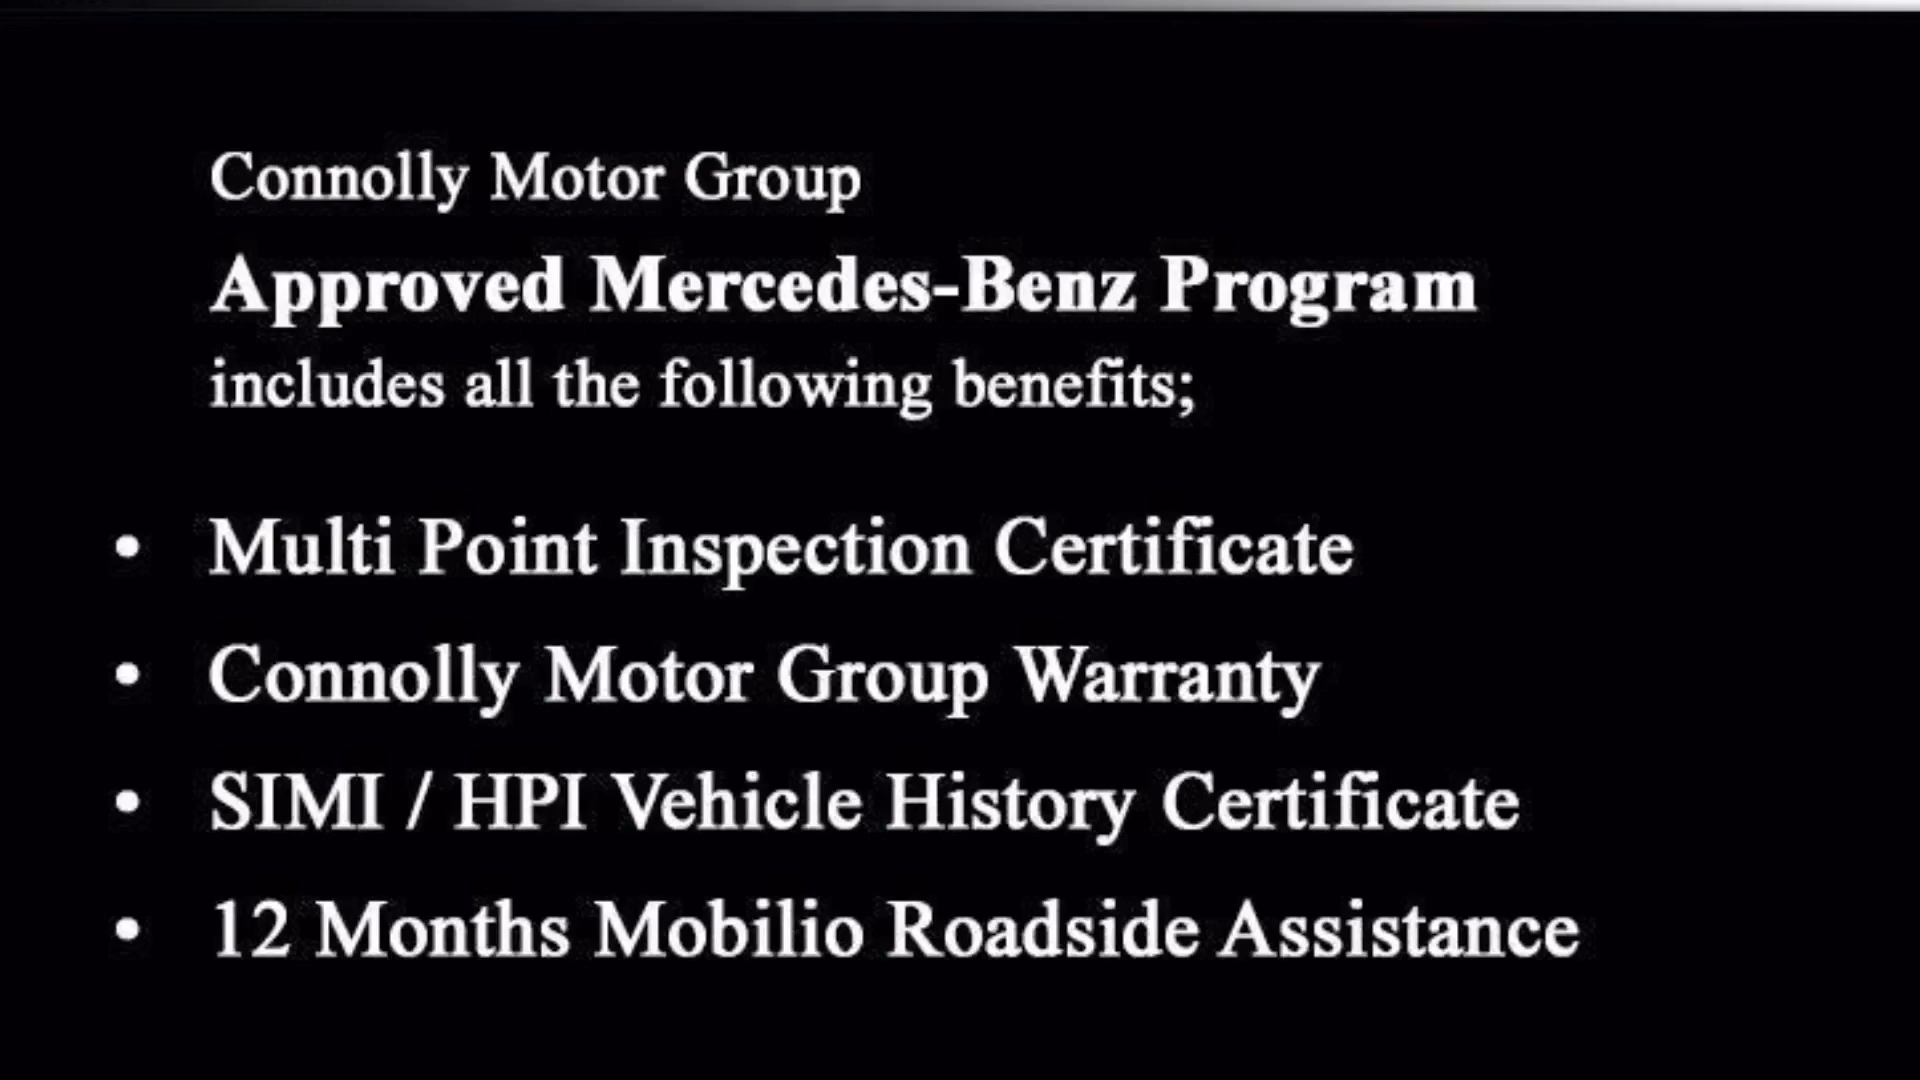 Connolly Motor Group
Approved Mercedes-Benz Program
includes all the following benefits;
• Multi Point Inspection Certificate
• Connolly Motor Group Warranty
• SIMI / HPI Vehicle History Certificate
• 12 Months Mobilio Roadside Assistance